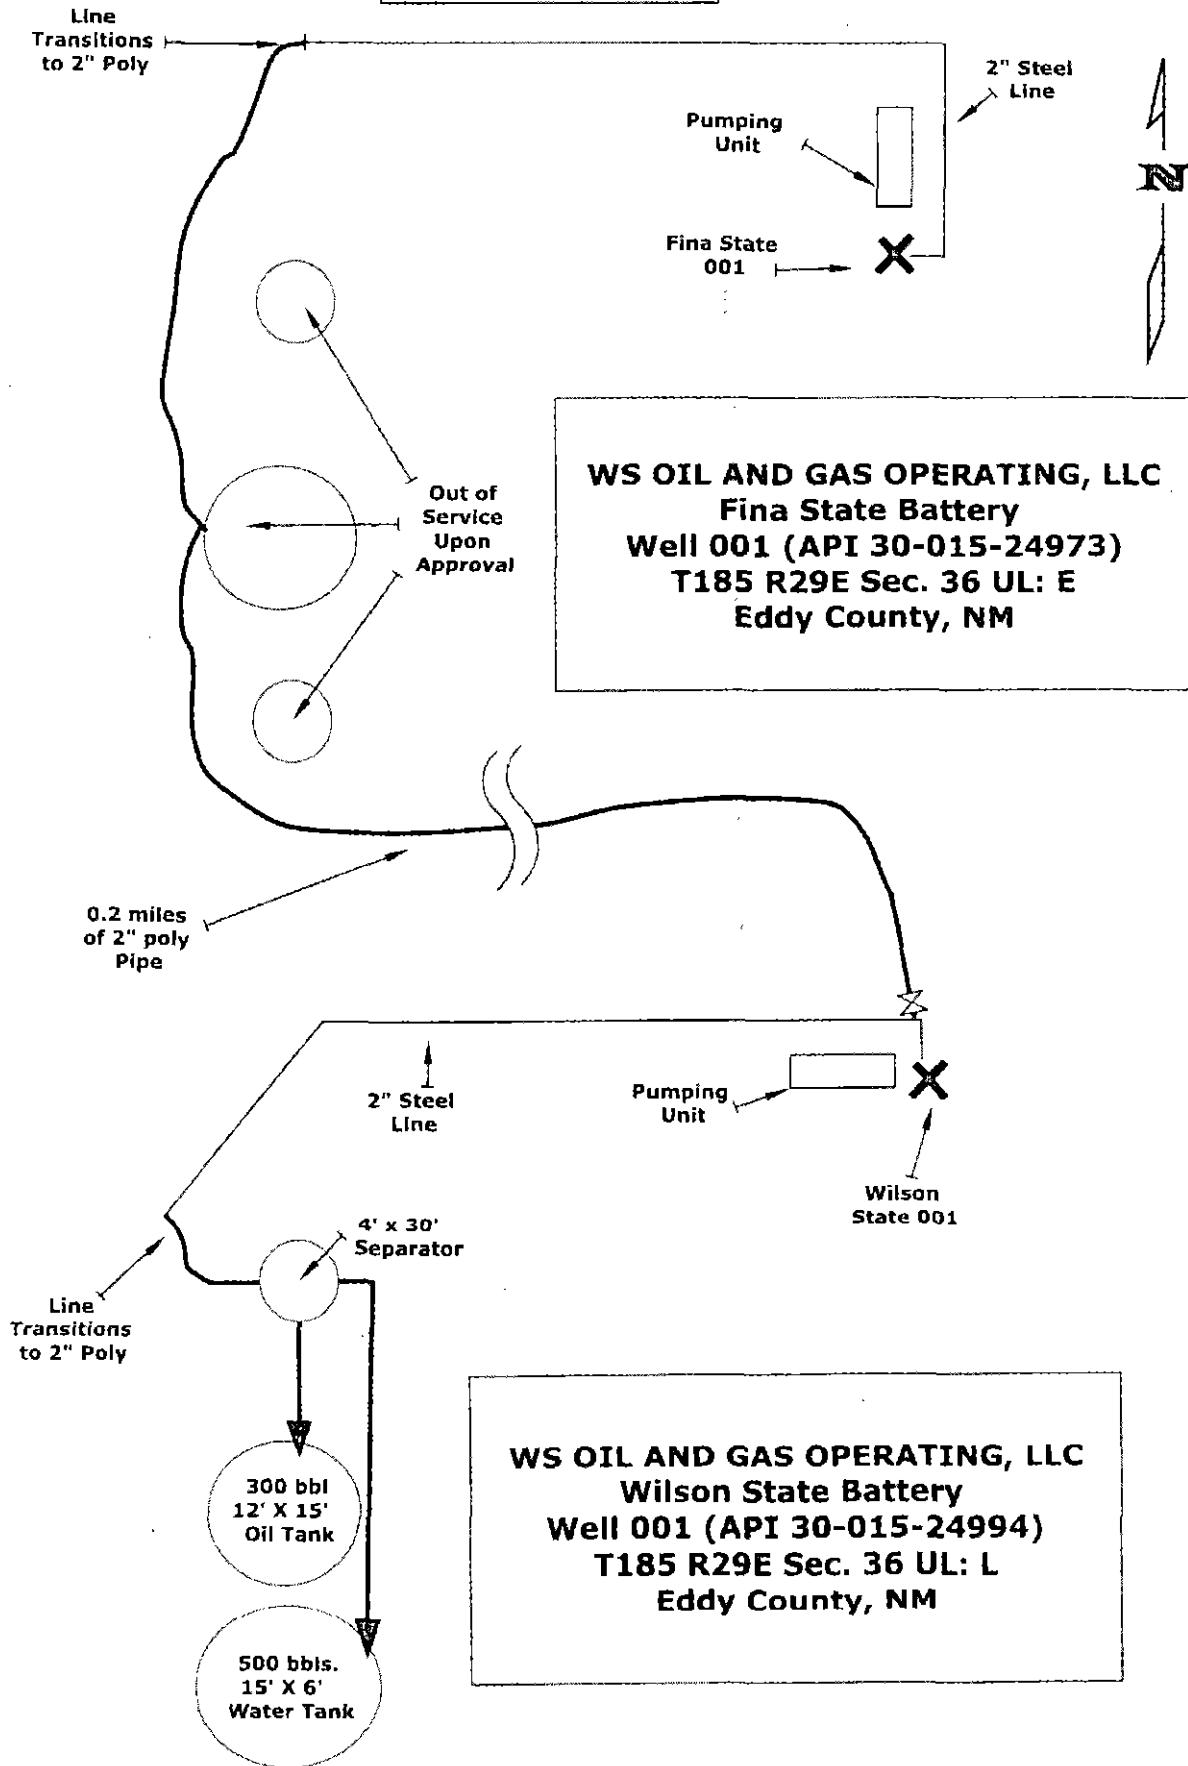 Line
Transitions
to 2" Poly
2" Steel
Line
Pumping
Unit
N
Fina State
001
Out of
Service
Upon
Approval
WS OIL AND GAS OPERATING, LLC
Fina State Battery
Well 001 (API 30-015-24973)
T185 R29E Sec. 36 UL: E
Eddy County, NM
0.2 miles
of 2" poly
Pipe
2" Steel
Line
Pumping
Unit
Wilson
State 001
4' x 30'
Separator
Line
Transitions
to 2" Poly
300 bbl
12' X 15'
Oil Tank
500 bbls.
15' X 6'
Water Tank
WS OIL AND GAS OPERATING, LLC
Wilson State Battery
Well 001 (API 30-015-24994)
T185 R29E Sec. 36 UL: L
Eddy County, NM